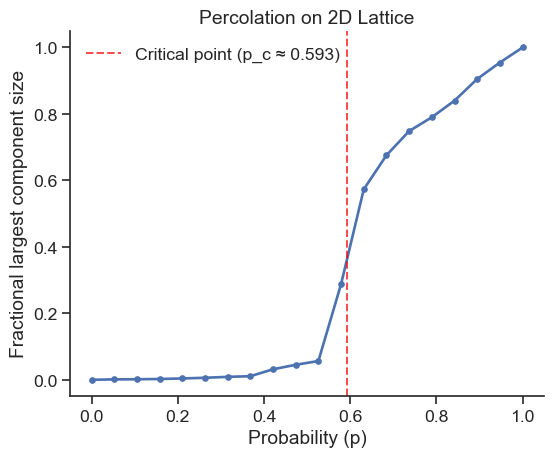 Percolation on 2D Lattice
Critical point (p_c ≈ 0.593)
Fractional largest component size
1.0
0.8
0.6
0.4
0.2
0.0
0.0 0.2 0.4 0.6 0.8 1.0
Probability (p)